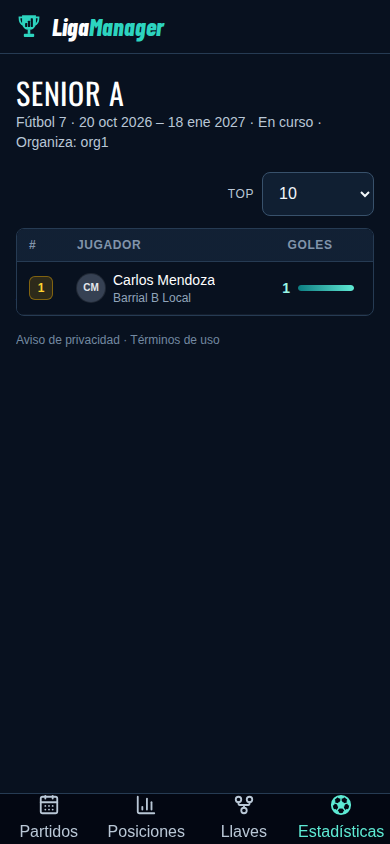 LigaManager
SENIOR A
Fútbol 7 · 20 oct 2026 – 18 ene 2027 · En curso ·
Organiza: org1
TOP 10
# JUGADOR GOLES
1 CM Carlos Mendoza 1
Barrial B Local
Aviso de privacidad · Términos de uso
Partidos Posiciones Llaves Estadísticas